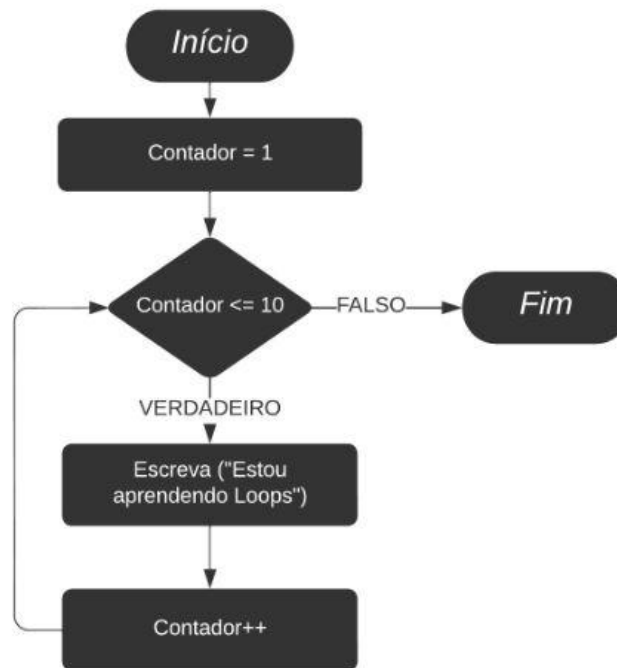 Início
Contador = 1
Contador <= 10
FALSO
Fim
VERDADEIRO
Escreva ("Estou
aprendendo Loops")
Contador++